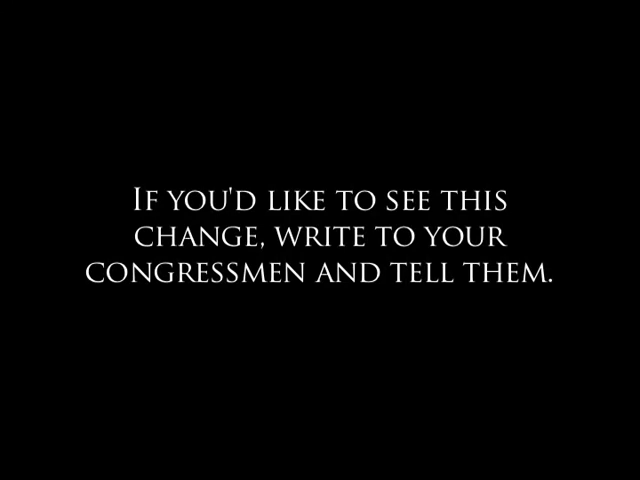 If you'd like to see this
change, write to your
congressmen and tell them.